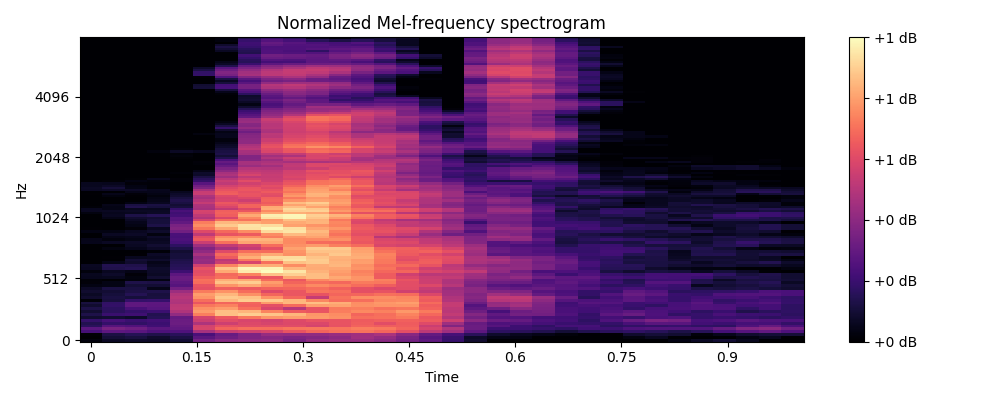 Normalized Mel-frequency spectrogram
+1 dB
4096
+1 dB
2048
+1 dB
Hz
1024
+0 dB
512
+0 dB
0
+0 dB
0 0.15 0.3 0.45 0.6 0.75 0.9
Time